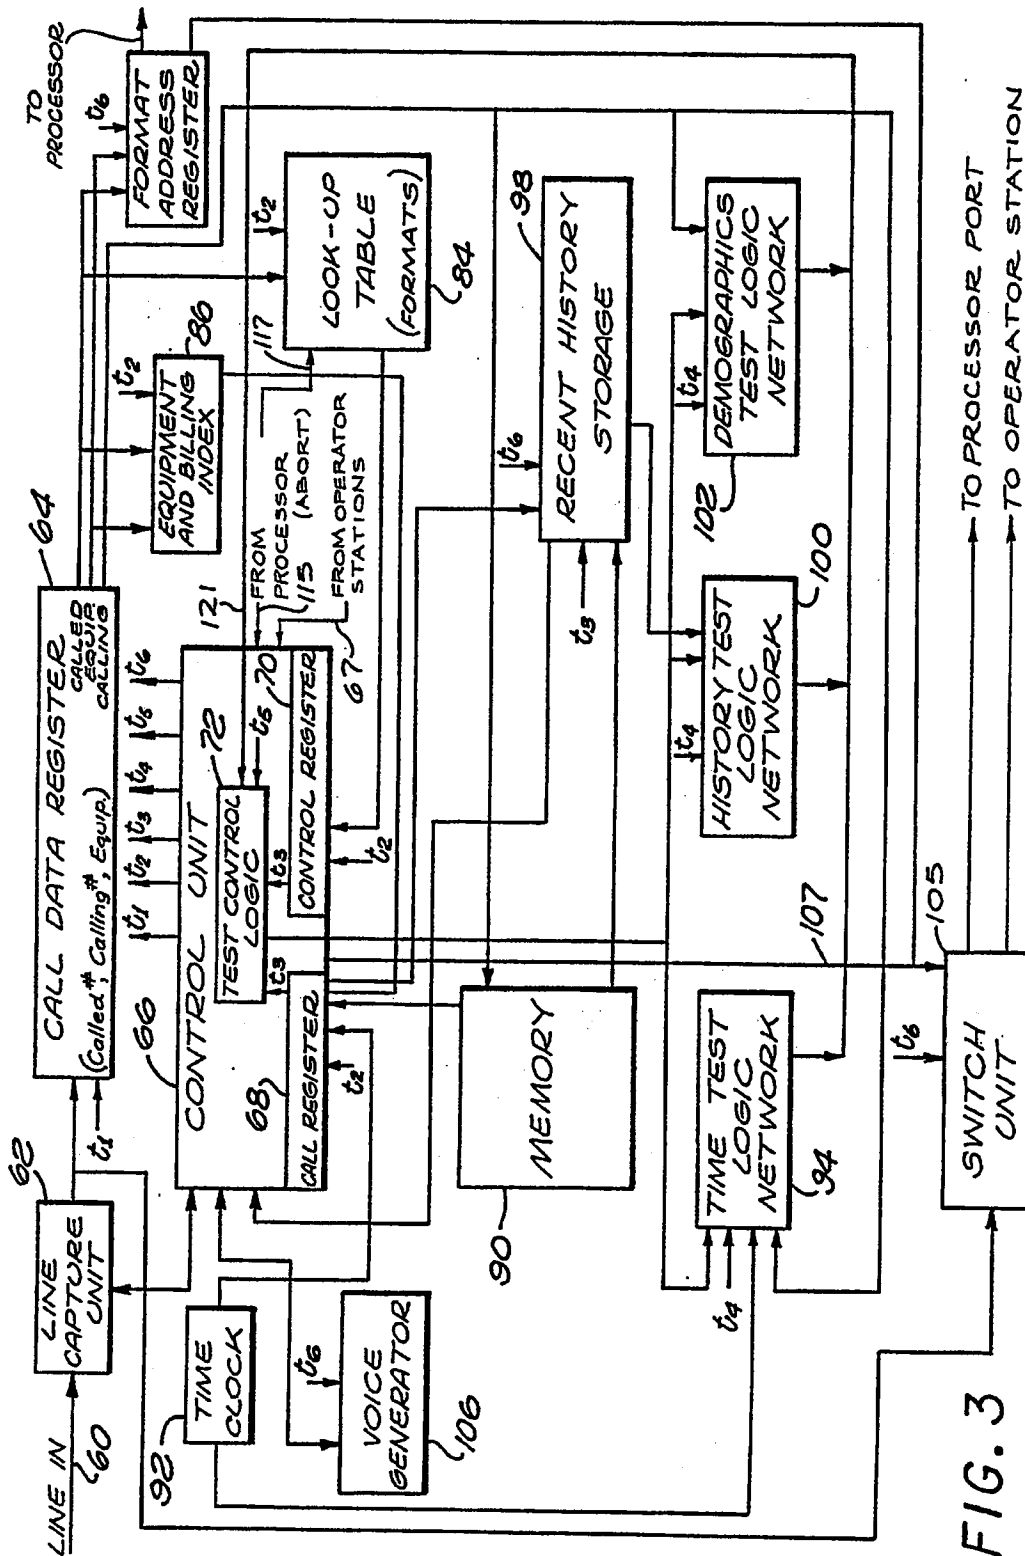 LINE IN
60
LINE
CAPTURE
UNIT
62
CALL DATA REGISTER
(Called#, Calling#, Equip.)
CALLED
EQUIP.
CALLING
64
t1
TO
PROCESSOR
FORMAT
ADDRESS
REGISTER
t6
EQUIPMENT
AND BILLING
INDEX
86
t2
LOOK-UP
TABLE
(FORMATS)
84
t2
117
121
FROM
PROCESSOR
(ABORT)
115
FROM OPERATOR
STATIONS
67
t1
t2
t3
t4
t5
t6
66
CONTROL UNIT
TEST CONTROL
LOGIC
72
t5
t3
t3
68
CALL REGISTER
t2
70
CONTROL REGISTER
t2
92
TIME
CLOCK
VOICE
GENERATOR
106
t6
MEMORY
90
RECENT HISTORY
STORAGE
98
t6
t3
TIME TEST
LOGIC
NETWORK
94
t4
HISTORY TEST
LOGIC
NETWORK
100
t4
DEMOGRAPHICS
TEST LOGIC
NETWORK
102
t4
107
SWITCH
UNIT
105
t6
TO PROCESSOR PORT
TO OPERATOR STATION
FIG. 3